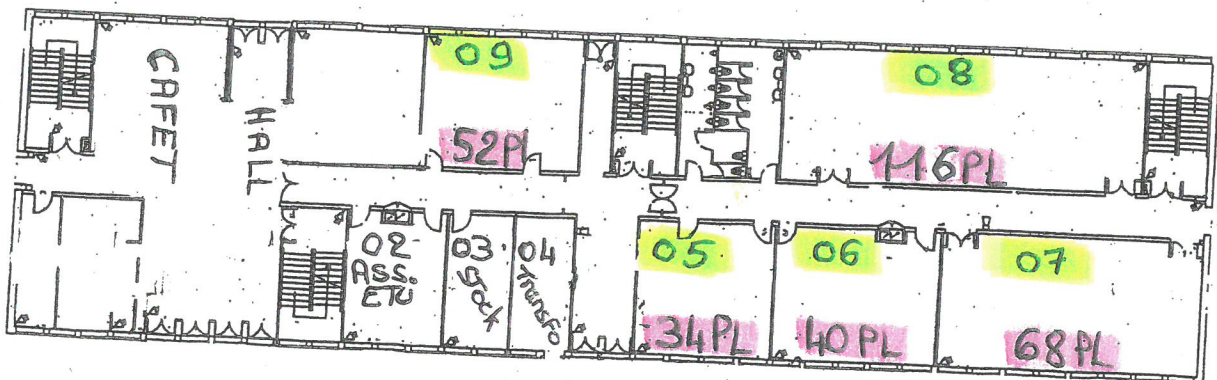 CAFET
HALL
09
52PL
08
116PL
02
ASS.
ETU
03
Stock
04
Transfo
05
34PL
06
40PL
07
68PL